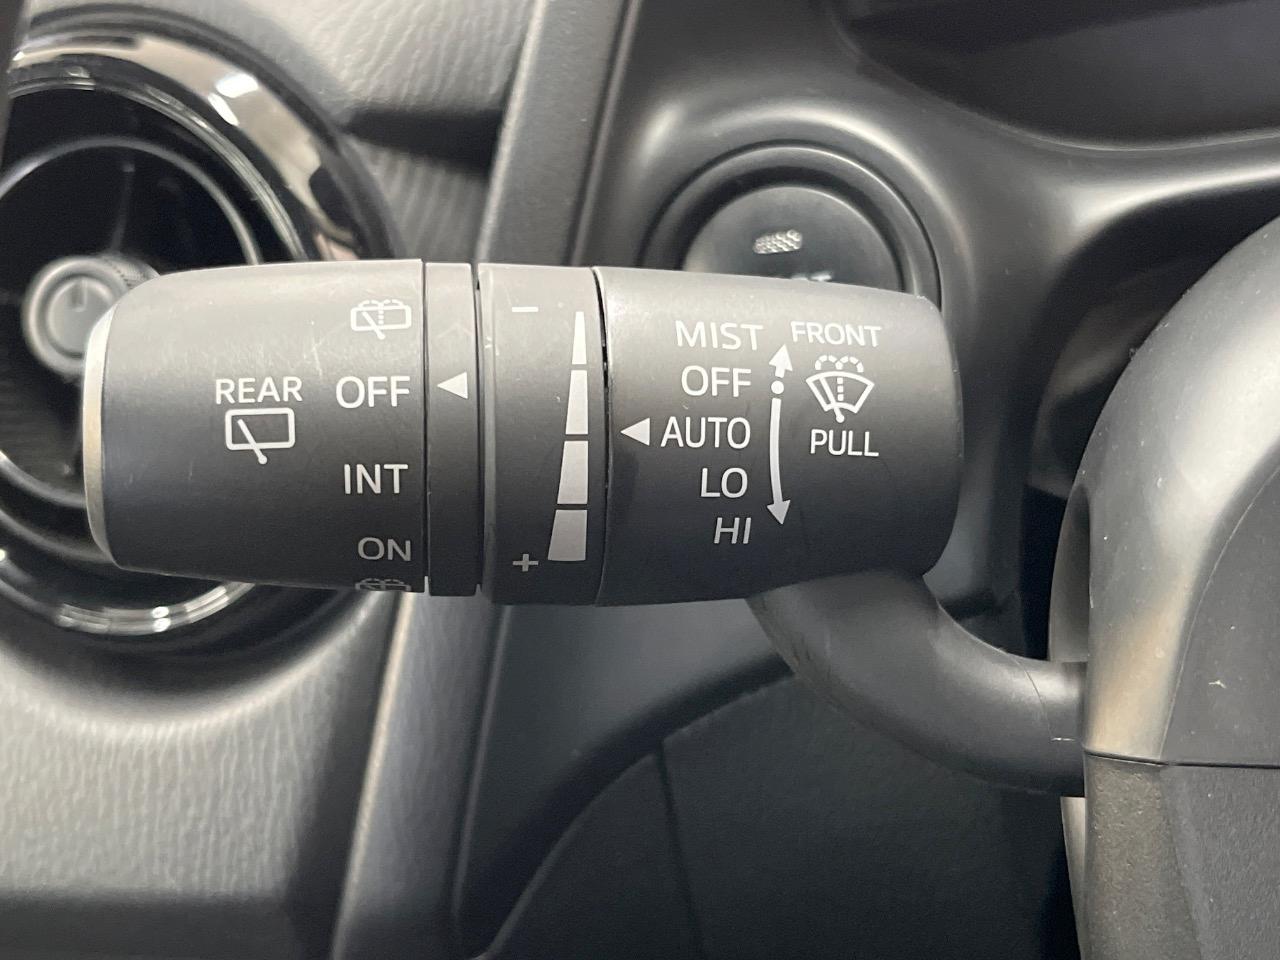 REAR
OFF
INT
ON
−
+
MIST
OFF
AUTO
LO
HI
FRONT
PULL